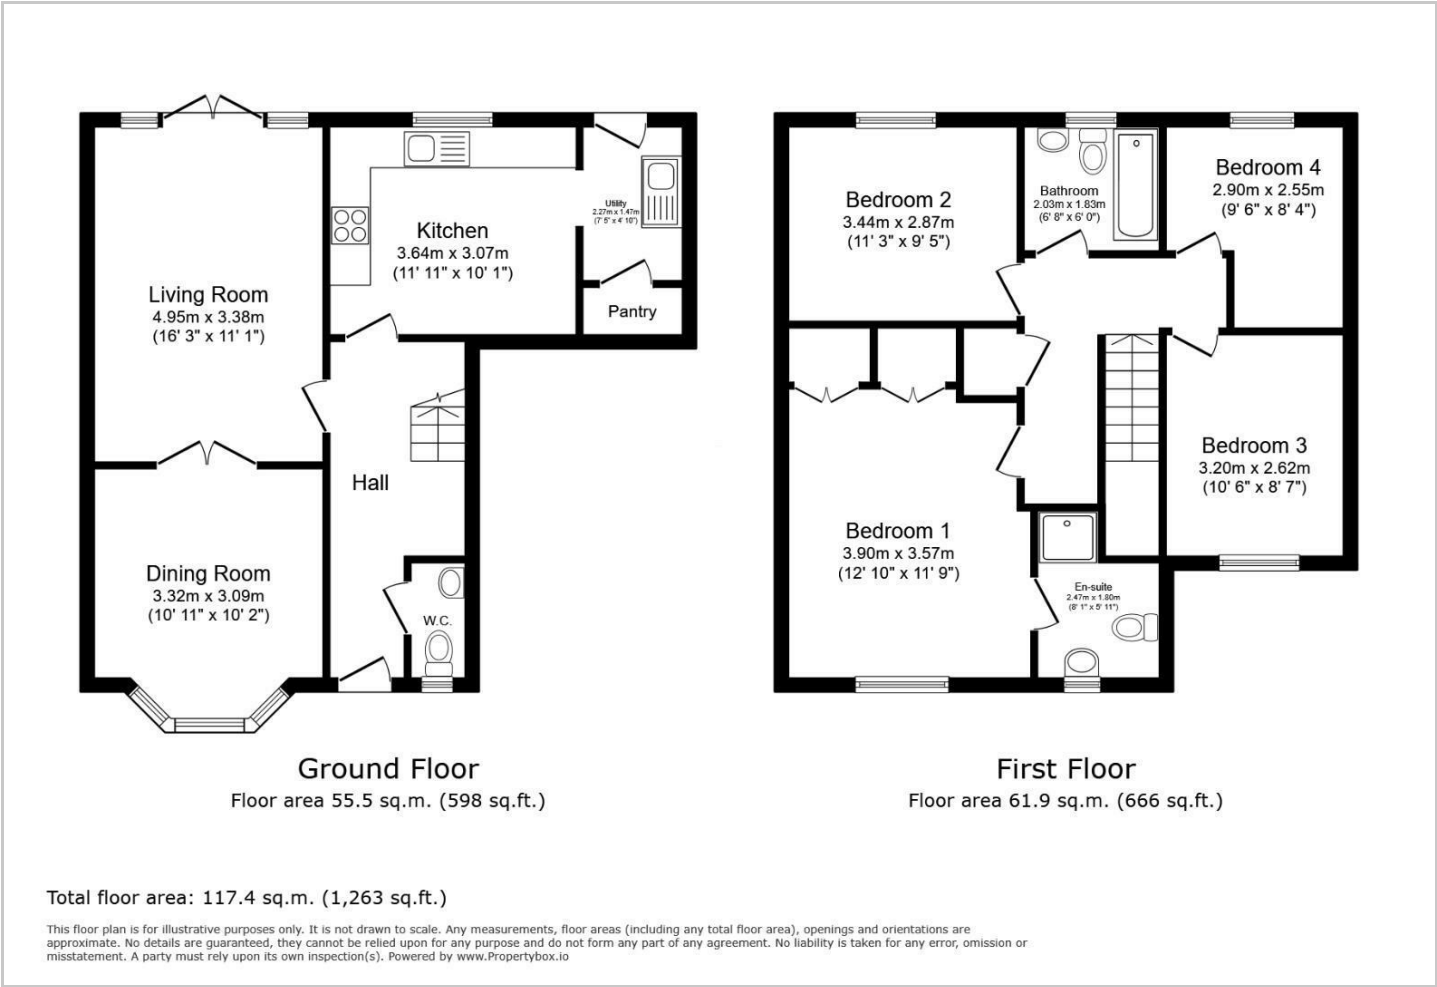 Living Room
4.95m x 3.38m
(16' 3" x 11' 1")
Kitchen
3.64m x 3.07m
(11' 11" x 10' 1")
Utility
2.27m x 1.47m
(7' 5" x 4' 10")
Pantry
Hall
Dining Room
3.32m x 3.09m
(10' 11" x 10' 2")
W.C.
Ground Floor
Floor area 55.5 sq.m. (598 sq.ft.)
Bedroom 2
3.44m x 2.87m
(11' 3" x 9' 5")
Bathroom
2.03m x 1.83m
(6' 8" x 6' 0")
Bedroom 4
2.90m x 2.55m
(9' 6" x 8' 4")
Bedroom 3
3.20m x 2.62m
(10' 6" x 8' 7")
Bedroom 1
3.90m x 3.57m
(12' 10" x 11' 9")
En-suite
2.47m x 1.80m
(8' 1" x 5' 11")
First Floor
Floor area 61.9 sq.m. (666 sq.ft.)
Total floor area: 117.4 sq.m. (1,263 sq.ft.)
This floor plan is for illustrative purposes only. It is not drawn to scale. Any measurements, floor areas (including any total floor area), openings and orientations are
approximate. No details are guaranteed, they cannot be relied upon for any purpose and do not form any part of any agreement. No liability is taken for any error, omission or
misstatement. A party must rely upon its own inspection(s). Powered by www.Propertybox.io